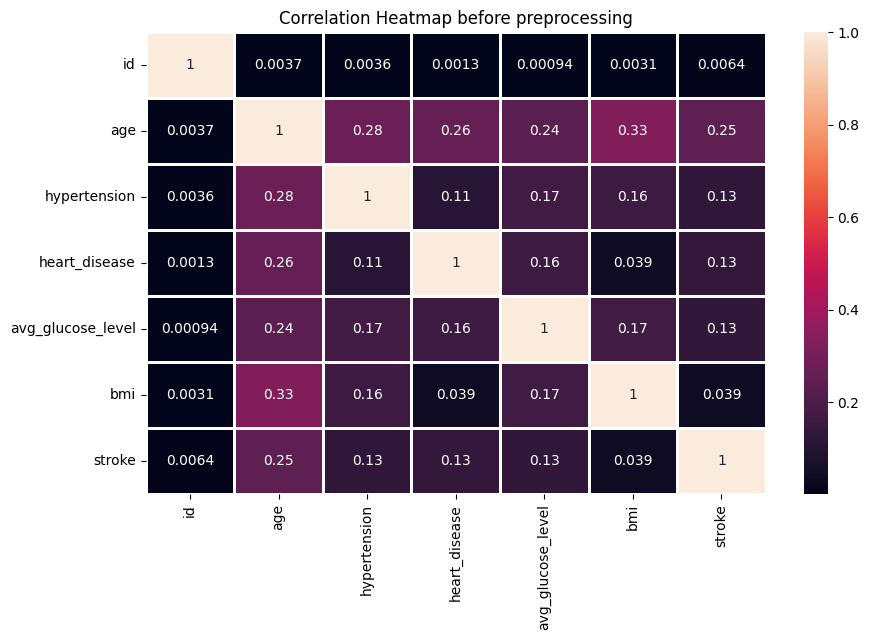 Correlation Heatmap before preprocessing
id 1 0.0037 0.0036 0.0013 0.00094 0.0031 0.0064
age 0.0037 1 0.28 0.26 0.24 0.33 0.25
hypertension 0.0036 0.28 1 0.11 0.17 0.16 0.13
heart_disease 0.0013 0.26 0.11 1 0.16 0.039 0.13
avg_glucose_level 0.00094 0.24 0.17 0.16 1 0.17 0.13
bmi 0.0031 0.33 0.16 0.039 0.17 1 0.039
stroke 0.0064 0.25 0.13 0.13 0.13 0.039 1
id age hypertension heart_disease avg_glucose_level bmi stroke
1.0
0.8
0.6
0.4
0.2